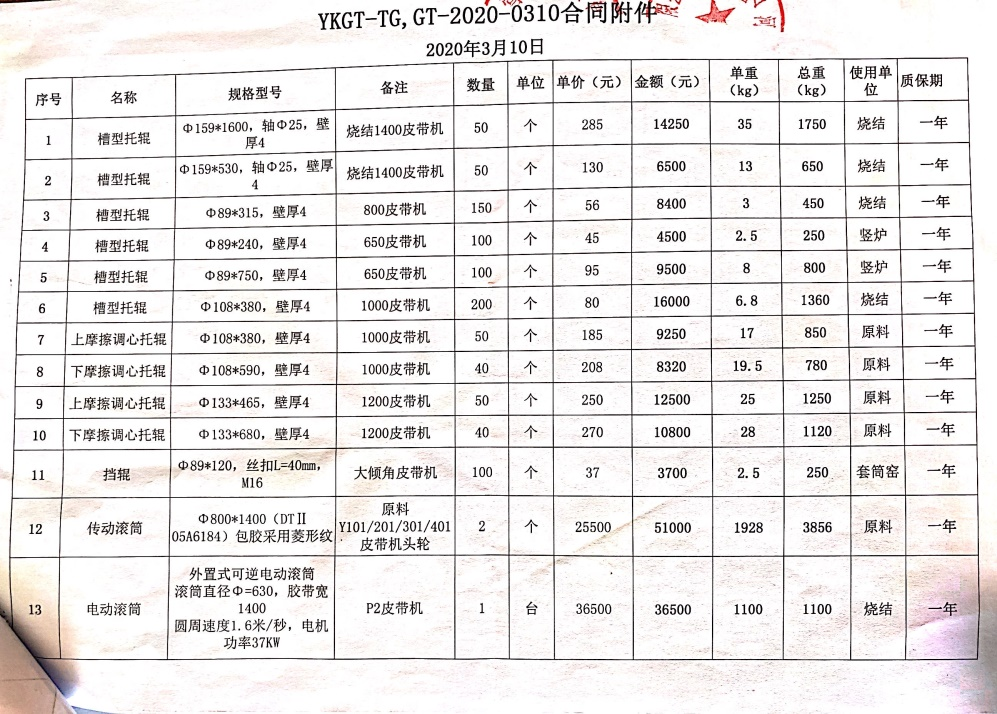 YKGT-TG,GT-2020-0310合同附件
2020年3月10日
序号 名称 规格型号 备注 数量 单位 单价（元） 金额（元） 单重（kg） 总重（kg） 使用单位 质保期
1 槽型托辊 Φ159*1600，轴Φ25，壁厚4 烧结1400皮带机 50 个 285 14250 35 1750 烧结 一年
2 槽型托辊 Φ159*530，轴Φ25，壁厚4 烧结1400皮带机 50 个 130 6500 13 650 烧结 一年
3 槽型托辊 Φ89*315，壁厚4 800皮带机 150 个 56 8400 3 450 烧结 一年
4 槽型托辊 Φ89*240，壁厚4 650皮带机 100 个 45 4500 2.5 250 竖炉 一年
5 槽型托辊 Φ89*750，壁厚4 650皮带机 100 个 95 9500 8 800 竖炉 一年
6 槽型托辊 Φ108*380，壁厚4 1000皮带机 200 个 80 16000 6.8 1360 烧结 一年
7 上摩擦调心托辊 Φ108*380，壁厚4 1000皮带机 50 个 185 9250 17 850 原料 一年
8 下摩擦调心托辊 Φ108*590，壁厚4 1000皮带机 40 个 208 8320 19.5 780 原料 一年
9 上摩擦调心托辊 Φ133*465，壁厚4 1200皮带机 50 个 250 12500 25 1250 原料 一年
10 下摩擦调心托辊 Φ133*680，壁厚4 1200皮带机 40 个 270 10800 28 1120 原料 一年
11 挡辊 Φ89*120，丝扣L=40mm，M16 大倾角皮带机 100 个 37 3700 2.5 250 套筒窑 一年
12 传动滚筒 Φ800*1400（DTⅡ05A6184）包胶采用菱形纹 原料Y101/201/301/401皮带机头轮 2 个 25500 51000 1928 3856 原料 一年
13 电动滚筒 外置式可逆电动滚筒 滚筒直径Φ=630，胶带宽1400 圆周速度1.6米/秒，电机功率37KW P2皮带机 1 台 36500 36500 1100 1100 烧结 一年